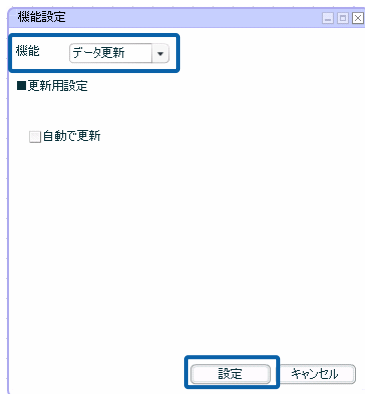 機能設定
機能 データ更新
■更新用設定
自動で更新
設定 キャンセル